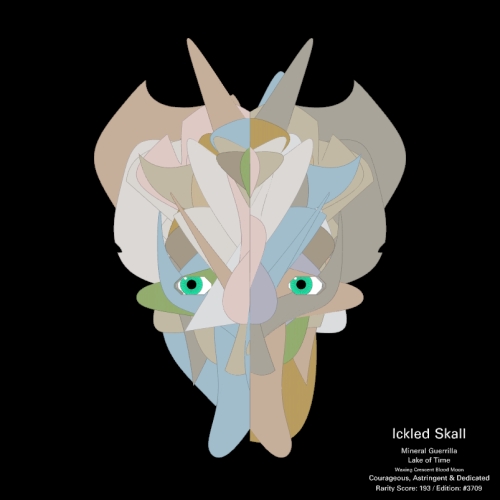 Ickled Skall
Mineral Guerrilla
Lake of Time
Waxing Crescent Blood Moon
Courageous, Astringent & Dedicated
Rarity Score: 193 / Edition: #3709